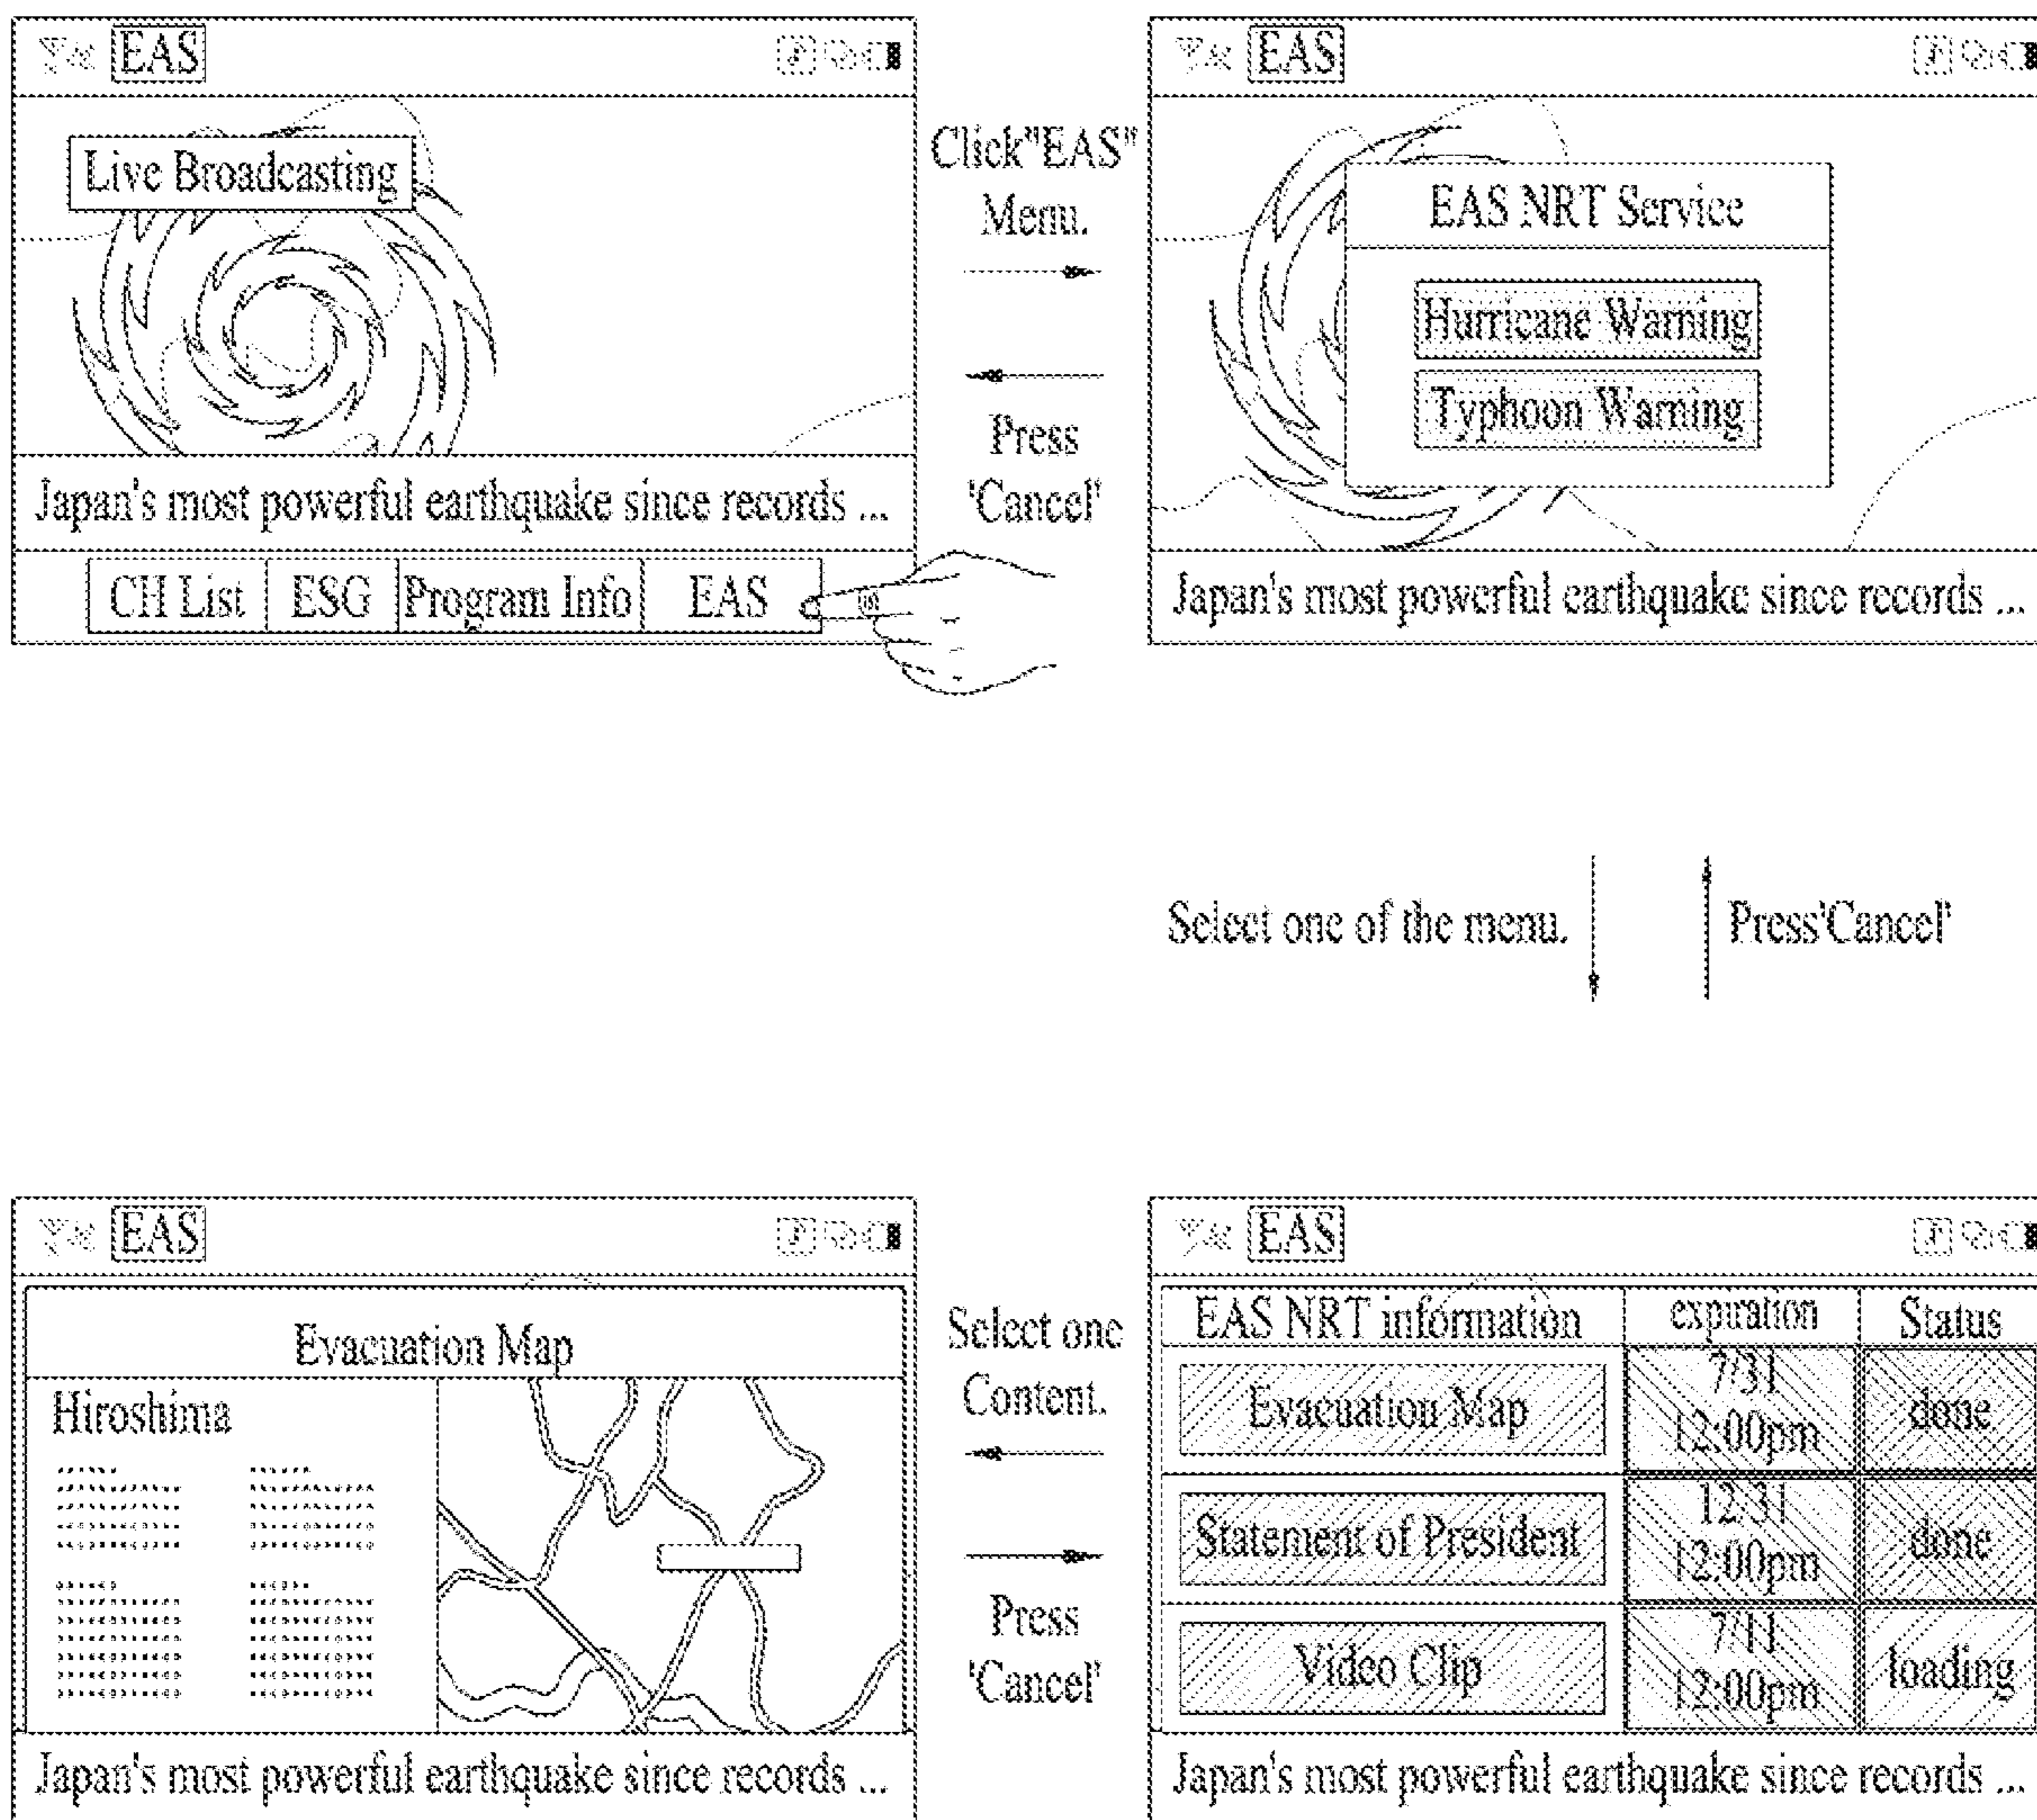 EAS
Live Broadcasting
Japan's most powerful earthquake since records ...
CH List ESG Program Info EAS
Click"EAS"
Menu.
Press
'Cancel'
EAS
EAS NRT Service
Hurricane Warning
Typhoon Warning
Japan's most powerful earthquake since records ...
Select one of the menu.
Press'Cancel'
EAS
Evacuation Map
Hiroshima
Japan's most powerful earthquake since records ...
Select one
Content.
Press
'Cancel'
EAS
EAS NRT information expiration Status
Evacuation Map 7/31 12:00pm done
Statement of President 12/31 12:00pm done
Video Clip 7/11 12:00pm loading
Japan's most powerful earthquake since records ...